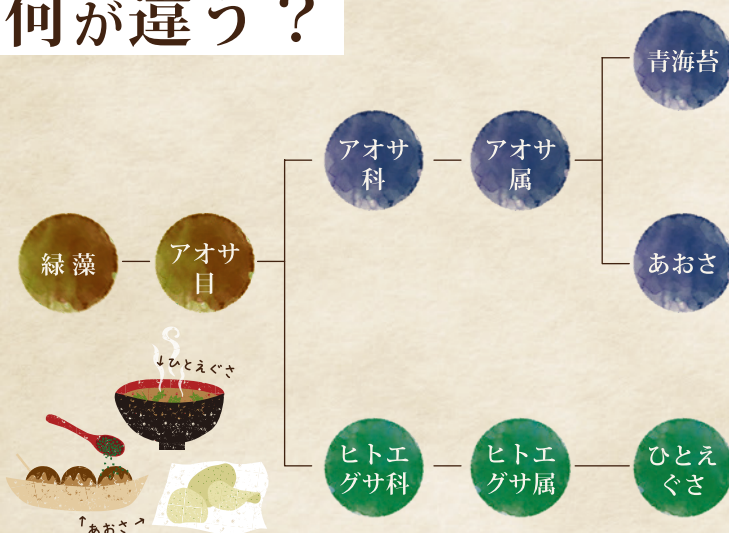 何が違う？
青海苔
アオサ
科
アオサ
属
緑藻
アオサ
目
あおさ
↓ひとえぐさ
ヒトエ
グサ科
ヒトエ
グサ属
ひとえ
ぐさ
↑あおさ→